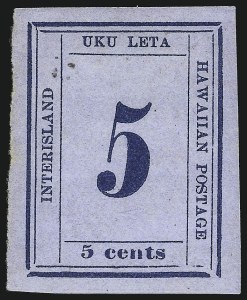 UKU LETA
INTERISLAND
5
HAWAIIAN POSTAGE
5 cents